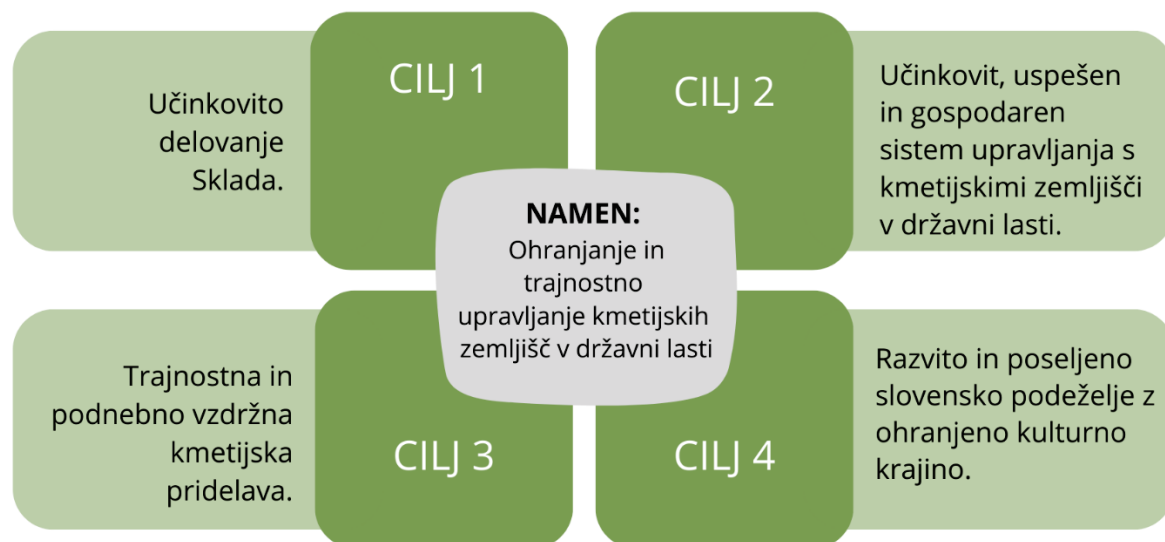 CILJ 1
Učinkovito
delovanje
Sklada.
CILJ 2
Učinkovit, uspešen
in gospodaren
sistem upravljanja s
kmetijskimi zemljišči
v državni lasti.
NAMEN:
Ohranjanje in
trajnostno
upravljanje kmetijskih
zemljišč v državni lasti
CILJ 3
Trajnostna in
podnebno vzdržna
kmetijska
pridelava.
CILJ 4
Razvito in poseljeno
slovensko podeželje z
ohranjeno kulturno
krajino.